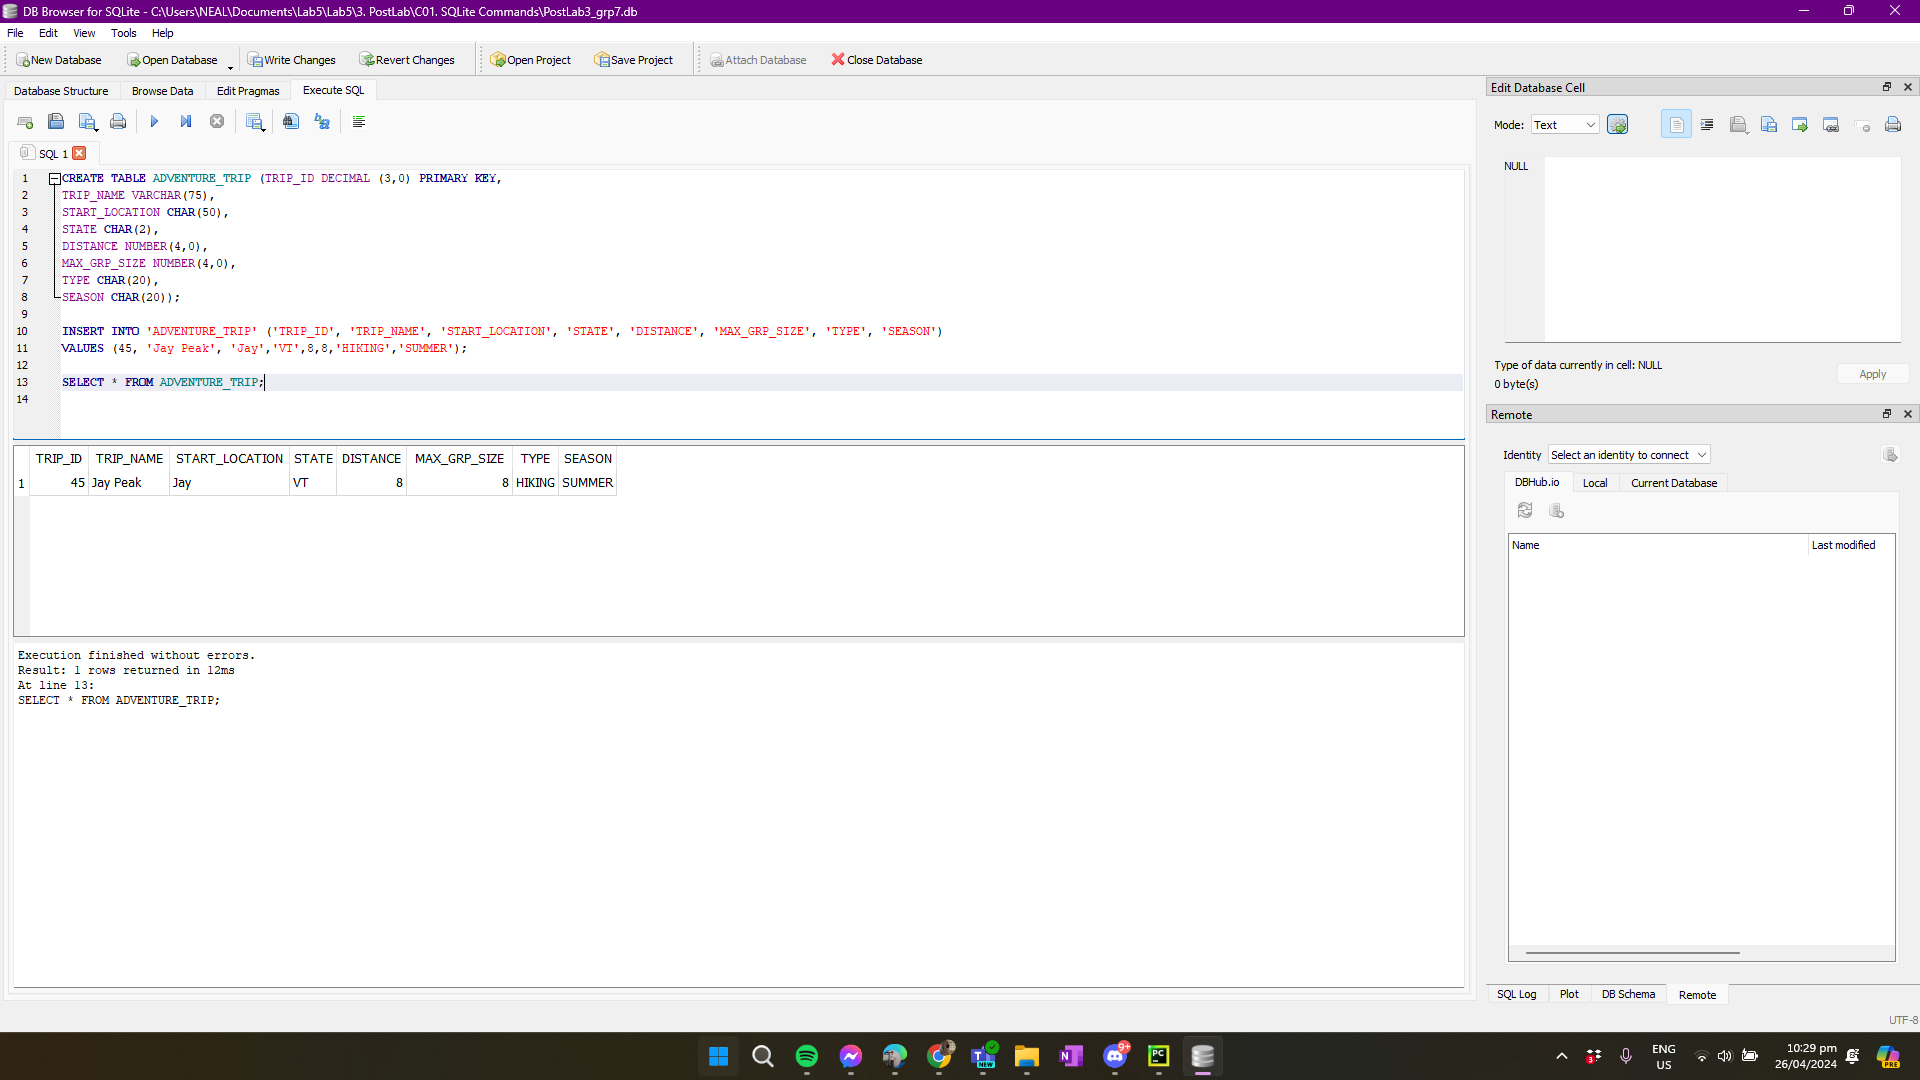 DB Browser for SQLite - C:\Users\NEAL\Documents\Lab5\Lab5\3. PostLab\C01. SQLite Commands\PostLab3_grp7.db
File Edit View Tools Help
New Database Open Database Write Changes Revert Changes Open Project Save Project Attach Database Close Database
Database Structure Browse Data Edit Pragmas Execute SQL
SQL 1
1 CREATE TABLE ADVENTURE_TRIP (TRIP_ID DECIMAL (3,0) PRIMARY KEY,
2 TRIP_NAME VARCHAR(75),
3 START_LOCATION CHAR(50),
4 STATE CHAR(2),
5 DISTANCE NUMBER(4,0),
6 MAX_GRP_SIZE NUMBER(4,0),
7 TYPE CHAR(20),
8 SEASON CHAR(20));
9
10 INSERT INTO 'ADVENTURE_TRIP' ('TRIP_ID', 'TRIP_NAME', 'START_LOCATION', 'STATE', 'DISTANCE', 'MAX_GRP_SIZE', 'TYPE', 'SEASON')
11 VALUES (45, 'Jay Peak', 'Jay','VT',8,8,'HIKING','SUMMER');
12
13 SELECT * FROM ADVENTURE_TRIP;
14
TRIP_ID TRIP_NAME START_LOCATION STATE DISTANCE MAX_GRP_SIZE TYPE SEASON
1 45 Jay Peak Jay VT 8 8 HIKING SUMMER
Execution finished without errors.
Result: 1 rows returned in 12ms
At line 13:
SELECT * FROM ADVENTURE_TRIP;
Edit Database Cell
Mode: Text
NULL
Type of data currently in cell: NULL
0 byte(s)
Apply
Remote
Identity Select an identity to connect
DBHub.io Local Current Database
Name Last modified
SQL Log Plot DB Schema Remote
UTF-8
9+
NEW
PC
3
ENG
US
10:29 pm
26/04/2024
PRE